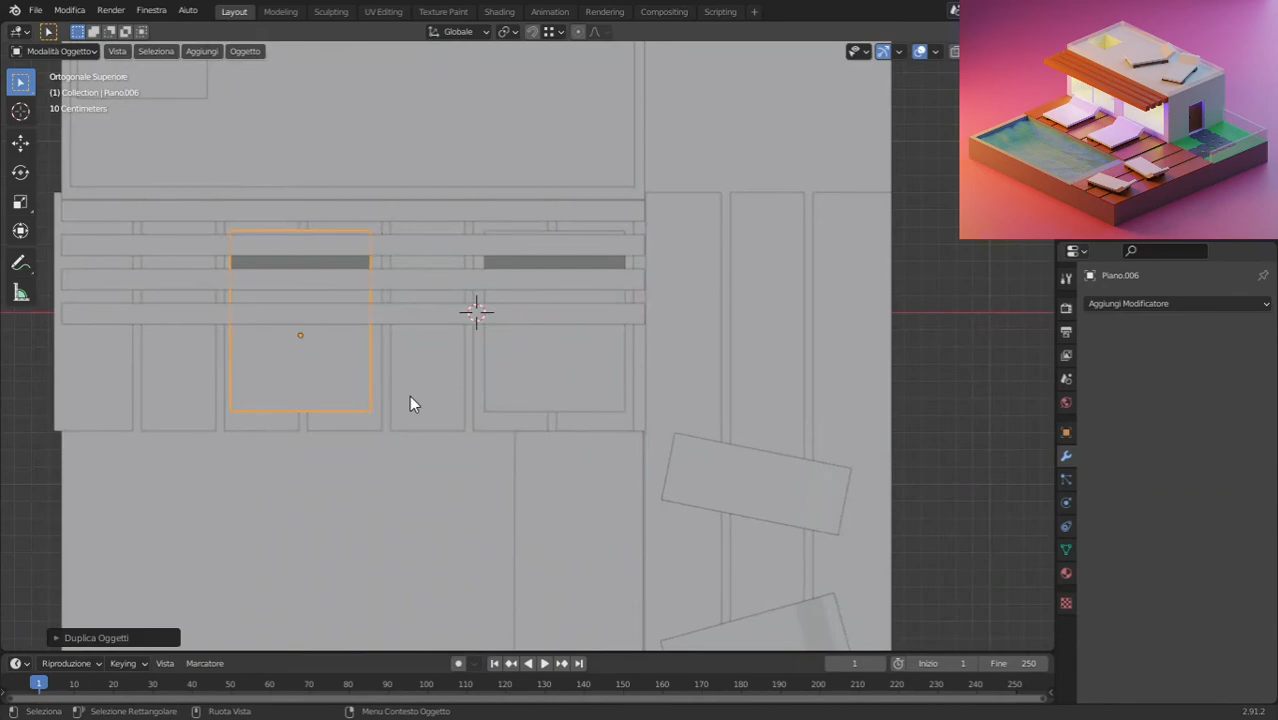 File Modifica Render Finestra Aiuto Layout Modeling Sculpting UV Editing Texture Paint Shading Animation Rendering Compositing Scripting +
Globale
Modalità Oggetto Vista Seleziona Aggiungi Oggetto
Ortogonale Superiore
(1) Collection | Piano.006
10 Centimeters
Piano.006
Aggiungi Modificatore
Duplica Oggetti
Riproduzione Keying Vista Marcatore 1 Inizio 1 Fine 250
1 10 20 30 40 50 60 70 80 90 100 110 120 130 140 150 160 170 180 190 200 210 220 230 240 250
Seleziona Selezione Rettangolare Ruota Vista Menu Contesto Oggetto 2.91.2